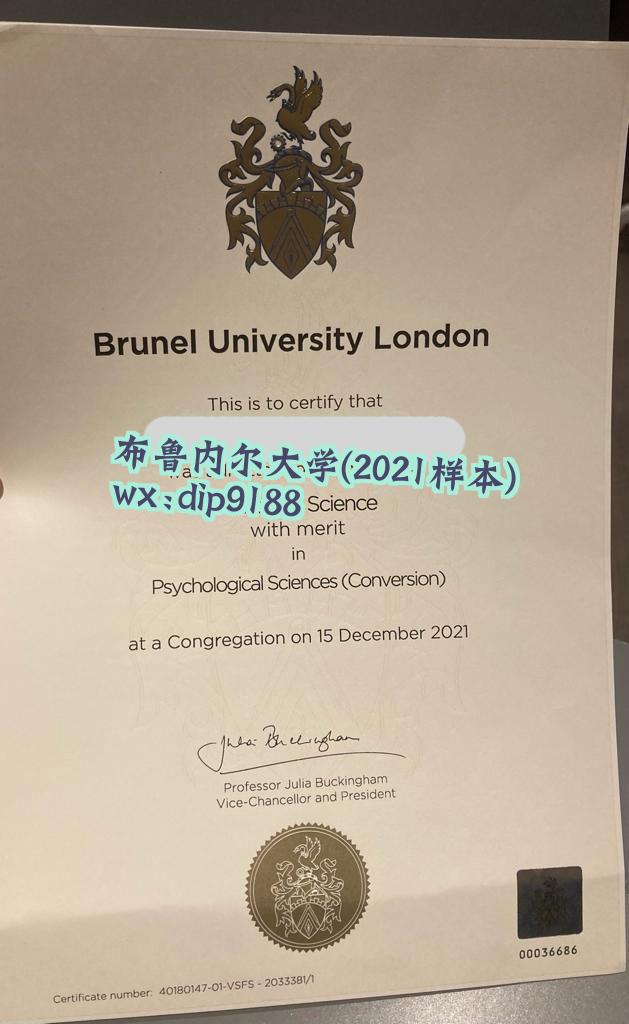 Brunel University London
This is to certify that
布鲁内尔大学(2021样本)
wx:dip9188
Science
with merit
in
Psychological Sciences (Conversion)
at a Congregation on 15 December 2021
Julia Buckingham
Professor Julia Buckingham
Vice-Chancellor and President
00036686
Certificate number: 40180147-01-VSFS - 2033381/1